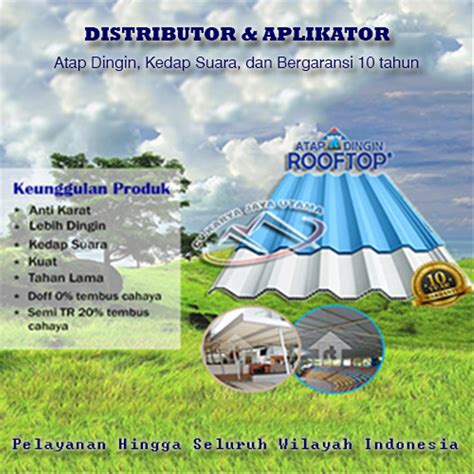 DISTRIBUTOR & APLIKATOR
Atap Dingin, Kedap Suara, dan Bergaransi 10 tahun
ATAP DINGIN
ROOFTOP®
Keunggulan Produk
• Anti Karat
• Lebih Dingin
• Kedap Suara
• Kuat
• Tahan Lama
• Doff 0% tembus cahaya
• Semi TR 20% tembus
cahaya
JAYA UTAMA
10
Pelayanan Hingga Seluruh Wilayah Indonesia